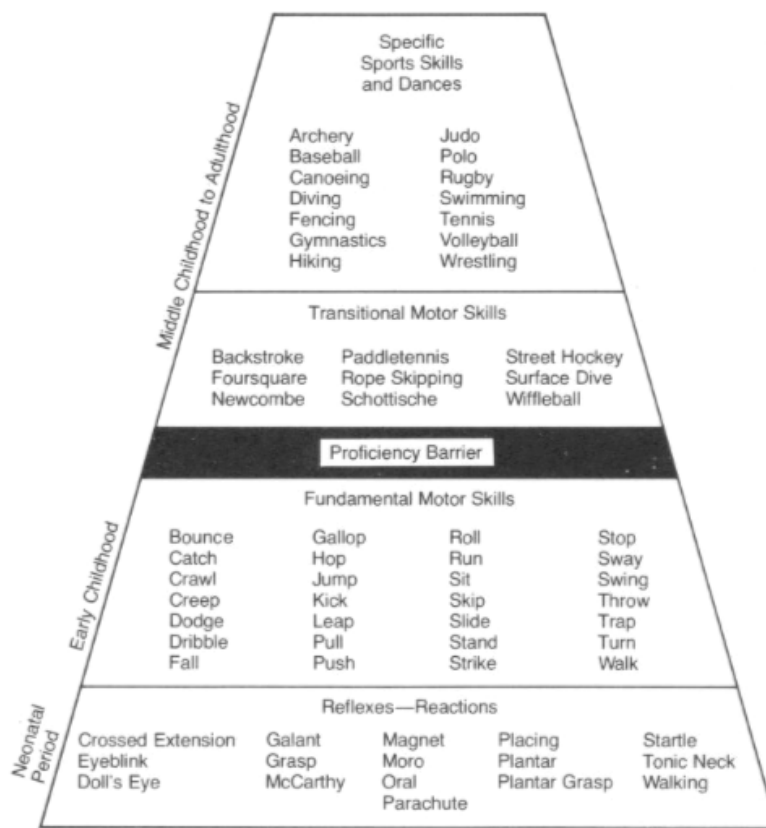 Specific
Sports Skills
and Dances
Archery Judo
Baseball Polo
Canoeing Rugby
Diving Swimming
Fencing Tennis
Gymnastics Volleyball
Hiking Wrestling
Middle Childhood to Adulthood
Transitional Motor Skills
Backstroke Paddletennis Street Hockey
Foursquare Rope Skipping Surface Dive
Newcombe Schottische Wiffleball
Proficiency Barrier
Fundamental Motor Skills
Bounce Gallop Roll Stop
Catch Hop Run Sway
Crawl Jump Sit Swing
Creep Kick Skip Throw
Dodge Leap Slide Trap
Dribble Pull Stand Turn
Fall Push Strike Walk
Early Childhood
Reflexes—Reactions
Crossed Extension Galant Magnet Placing Startle
Eyeblink Grasp Moro Plantar Tonic Neck
Doll's Eye McCarthy Oral Plantar Grasp Walking
Parachute
Neonatal
Period